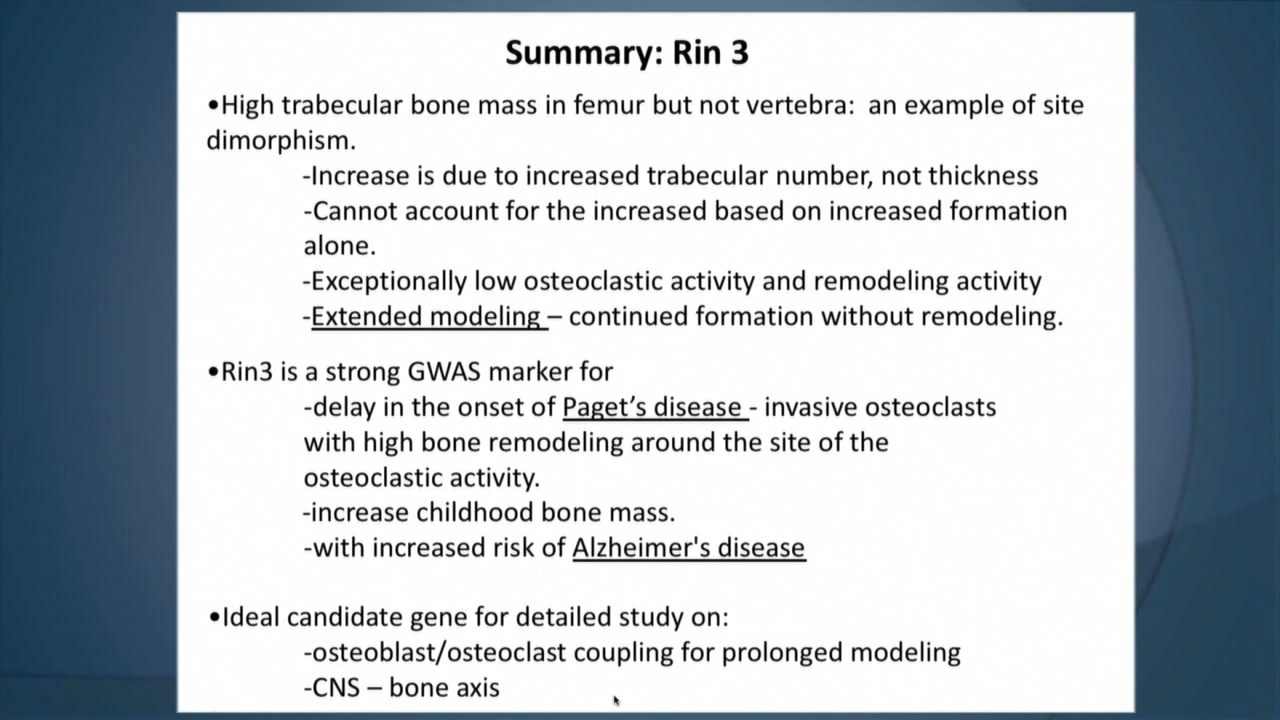 Summary: Rin 3
•High trabecular bone mass in femur but not vertebra:  an example of site
dimorphism.
-Increase is due to increased trabecular number, not thickness
-Cannot account for the increased based on increased formation
alone.
-Exceptionally low osteoclastic activity and remodeling activity
-Extended modeling – continued formation without remodeling.
•Rin3 is a strong GWAS marker for
-delay in the onset of Paget’s disease - invasive osteoclasts
with high bone remodeling around the site of the
osteoclastic activity.
-increase childhood bone mass.
-with increased risk of Alzheimer's disease
•Ideal candidate gene for detailed study on:
-osteoblast/osteoclast coupling for prolonged modeling
-CNS – bone axis